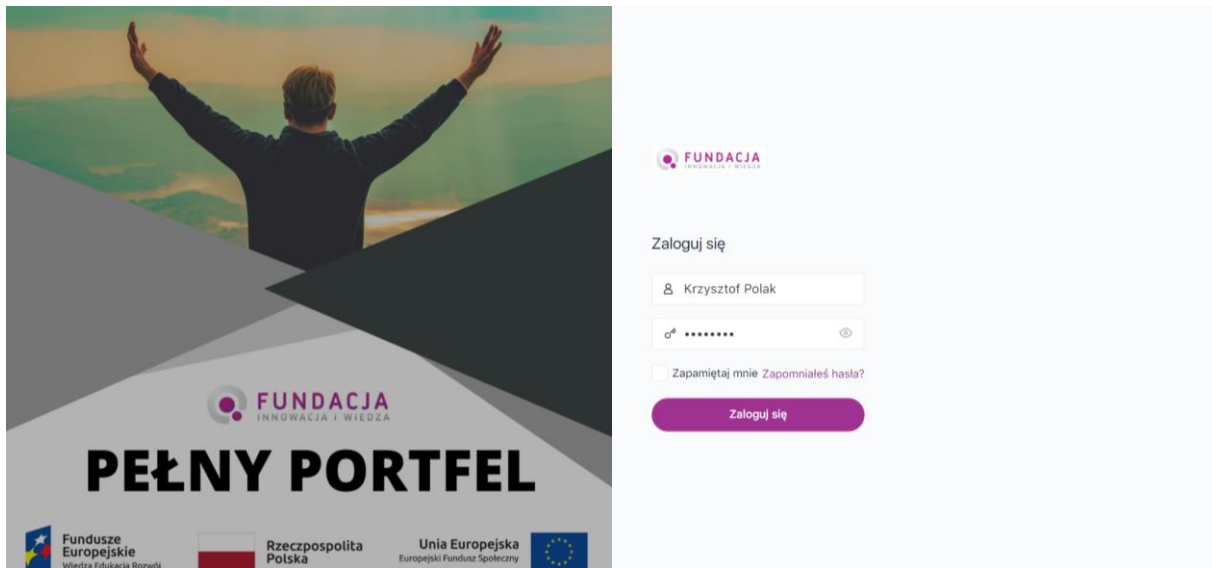 FUNDACJA
INNOWACJA I WIEDZA
PEŁNY PORTFEL
Fundusze
Europejskie
Wiedza Edukacja Rozwój
Rzeczpospolita
Polska
Unia Europejska
Europejski Fundusz Społeczny
FUNDACJA
INNOWACJA I WIEDZA
Zaloguj się
Krzysztof Polak
••••••••
Zapamiętaj mnie Zapomniałeś hasła?
Zaloguj się